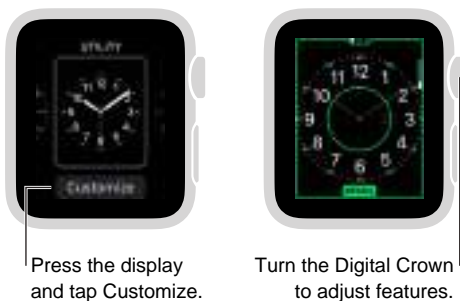 UTILITY
11 12 1
10 2
9 3
8 4
7 6 5
Customize
11 12 1
10 2
9 3
8 4
7 6 5
Press the display
and tap Customize.
Turn the Digital Crown
to adjust features.